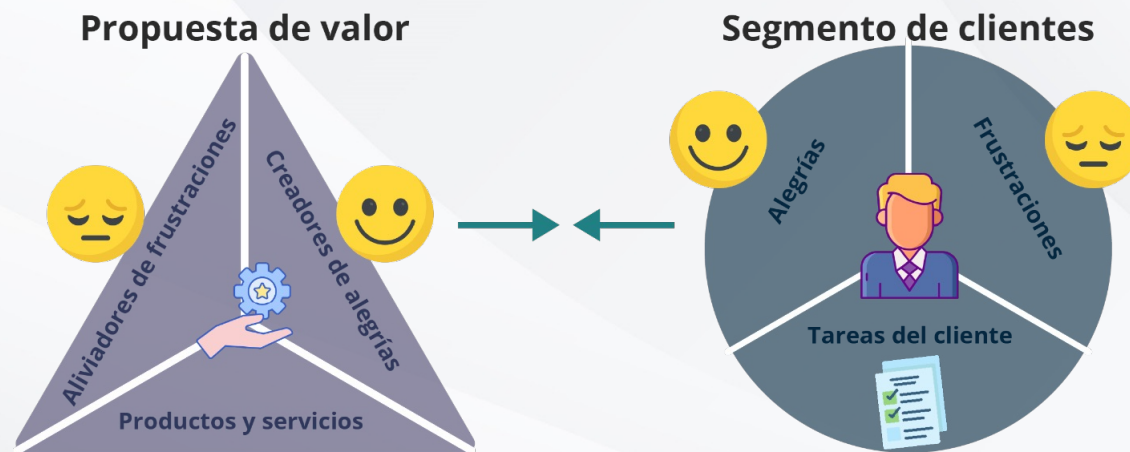 Propuesta de valor
Aliviadores de frustraciones
Creadores de alegrías
Productos y servicios
Segmento de clientes
Alegrías
Frustraciones
Tareas del cliente